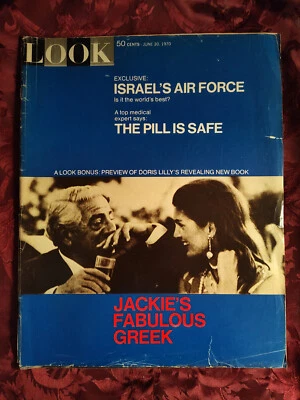 LOOK
50 CENTS · JUNE 30, 1970
EXCLUSIVE:
ISRAEL'S AIR FORCE
Is it the world's best?
A top medical
expert says:
THE PILL IS SAFE
A LOOK BONUS: PREVIEW OF DORIS LILLY'S REVEALING NEW BOOK
JACKIE'S
FABULOUS
GREEK